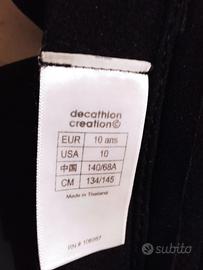 decathlon
creation©
EUR 10 ans
USA 10
中国 140/68A
CM 134/145
Made in Thailand
subito